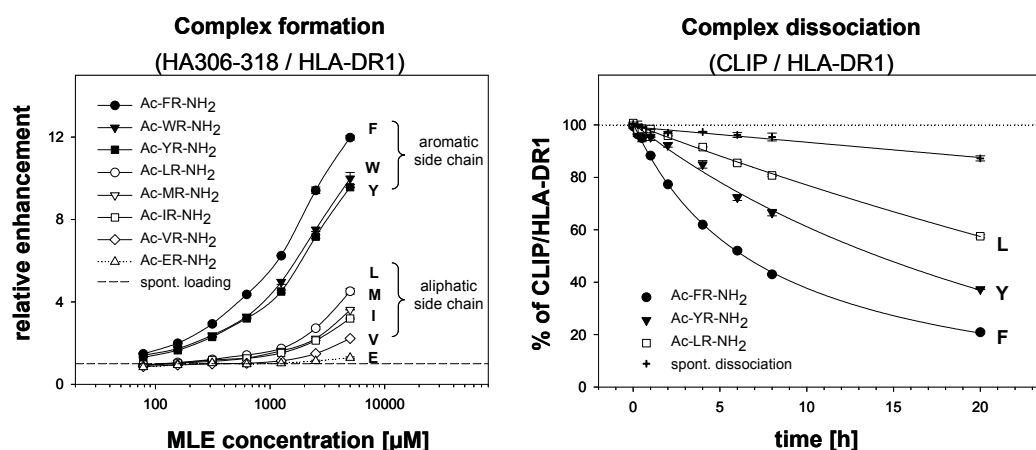 Complex formation
(HA306-318 / HLA-DR1)
relative enhancement
12
8
4
0
Ac-FR-NH2
Ac-WR-NH2
Ac-YR-NH2
Ac-LR-NH2
Ac-MR-NH2
Ac-IR-NH2
Ac-VR-NH2
Ac-ER-NH2
spont. loading
F
W
Y
aromatic
side chain
L
M
I
V
E
aliphatic
side chain
100
1000
10000
MLE concentration [µM]
Complex dissociation
(CLIP / HLA-DR1)
% of CLIP/HLA-DR1
100
80
60
40
20
0
L
Y
F
Ac-FR-NH2
Ac-YR-NH2
Ac-LR-NH2
spont. dissociation
0
5
10
15
20
time [h]